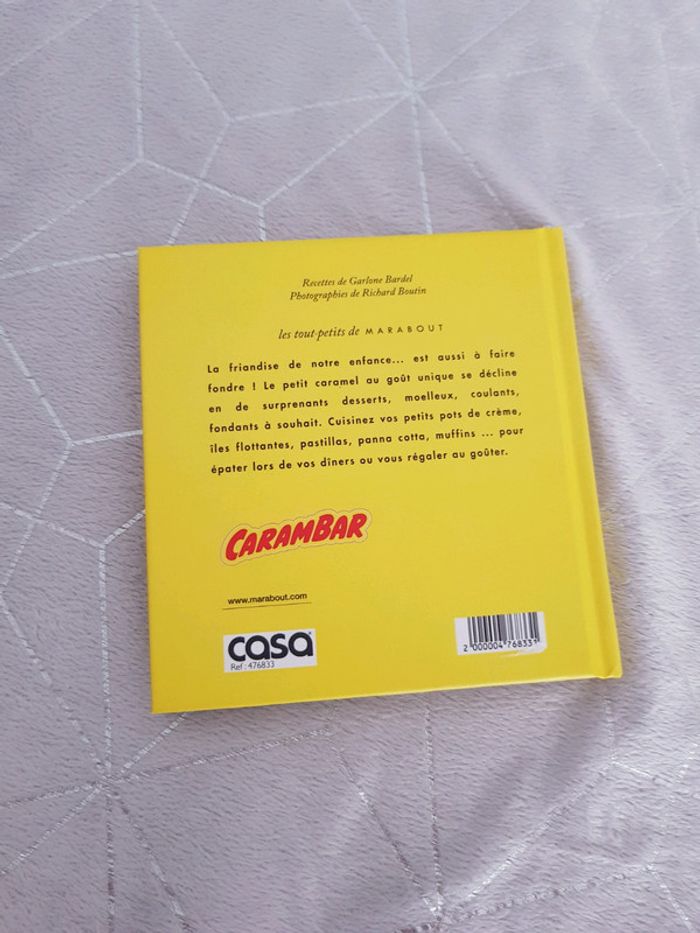 Recettes de Garlone Bardel
Photographies de Richard Boutin
les tout-petits de MARABOUT
La friandise de notre enfance... est aussi à faire
fondre ! Le petit caramel au goût unique se décline
en de surprenants desserts, moelleux, coulants,
fondants à souhait. Cuisinez vos petits pots de crème,
îles flottantes, pastillas, panna cotta, muffins ... pour
épater lors de vos dîners ou vous régaler au goûter.
CARAMBAR
www.marabout.com
casa
Ref : 476833
2 000004 768331